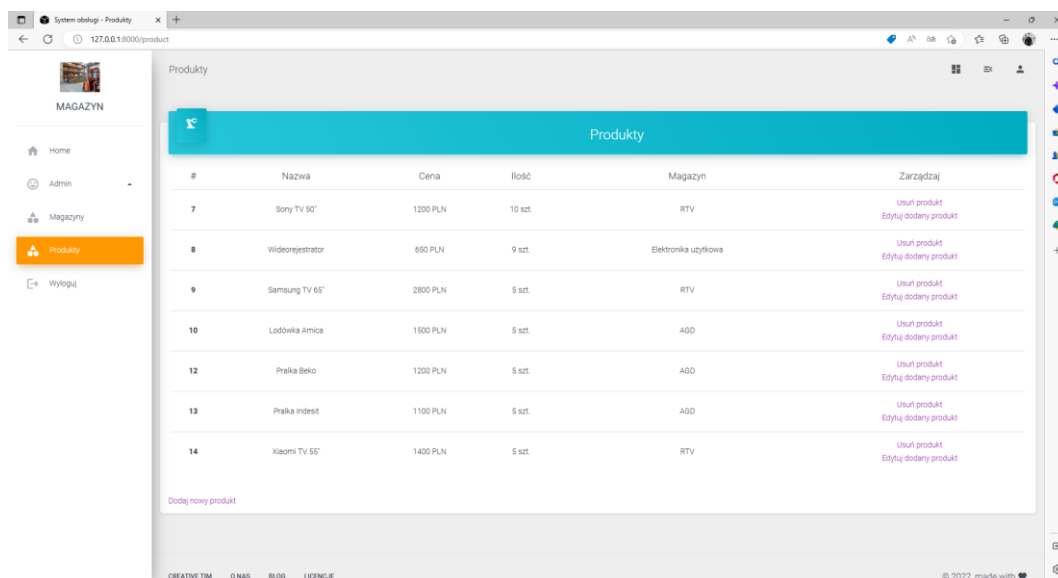 System obsługi - Produkty
127.0.0.1:8000/product
MAGAZYN
Home
Admin
Magazyny
Produkty
Wyloguj
Produkty
Produkty
# Nazwa Cena Ilość Magazyn Zarządzaj
7 Sony TV 50" 1200 PLN 10 szt. RTV Usuń produkt
Edytuj dodany produkt
8 Wideorejestrator 650 PLN 9 szt. Elektronika użytkowa Usuń produkt
Edytuj dodany produkt
9 Samsung TV 65" 2800 PLN 5 szt. RTV Usuń produkt
Edytuj dodany produkt
10 Lodówka Amica 1500 PLN 5 szt. AGD Usuń produkt
Edytuj dodany produkt
12 Pralka Beko 1200 PLN 5 szt. AGD Usuń produkt
Edytuj dodany produkt
13 Pralka Indesit 1100 PLN 5 szt. AGD Usuń produkt
Edytuj dodany produkt
14 Xiaomi TV 55" 1400 PLN 5 szt. RTV Usuń produkt
Edytuj dodany produkt
Dodaj nowy produkt
CREATIVE TIM O NAS BLOG LICENCJE © 2022, made with